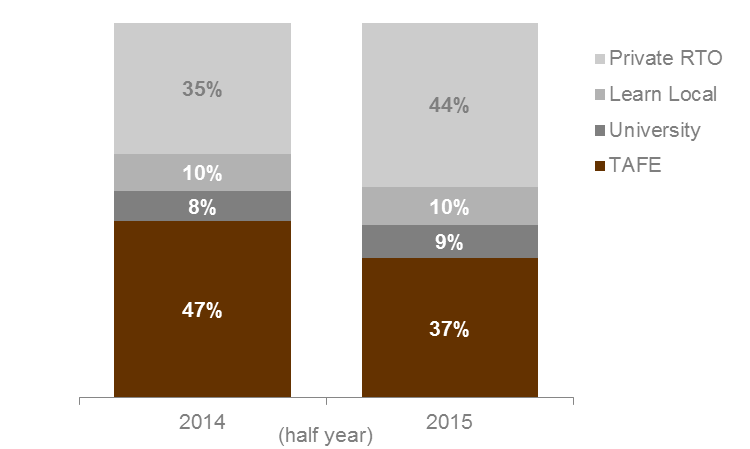 35%
44%
10%
10%
8%
9%
47%
37%
2014
2015
(half year)
Private RTO
Learn Local
University
TAFE